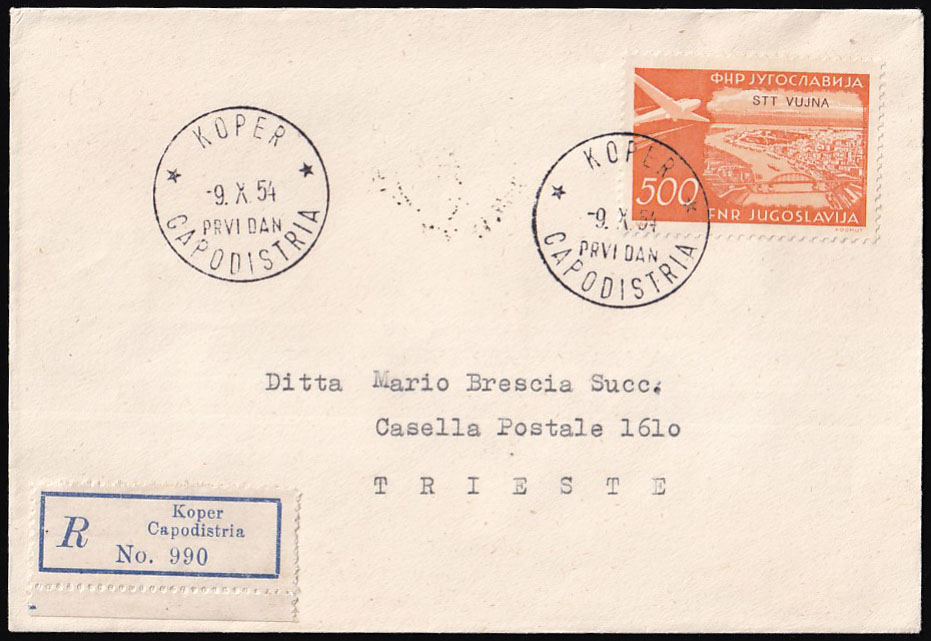 ФНР ЈУГОСЛАВИЈА
STT VUJNA
500
FNR JUGOSLAVIJA
KOPER
-9. X. 54
PRVI DAN
CAPODISTRIA
KOPER
-9. X. 54
PRVI DAN
CAPODISTRIA
Ditta Mario Brescia Succ.
Casella Postale 161o
TRIESTE
R
Koper
Capodistria
No. 990